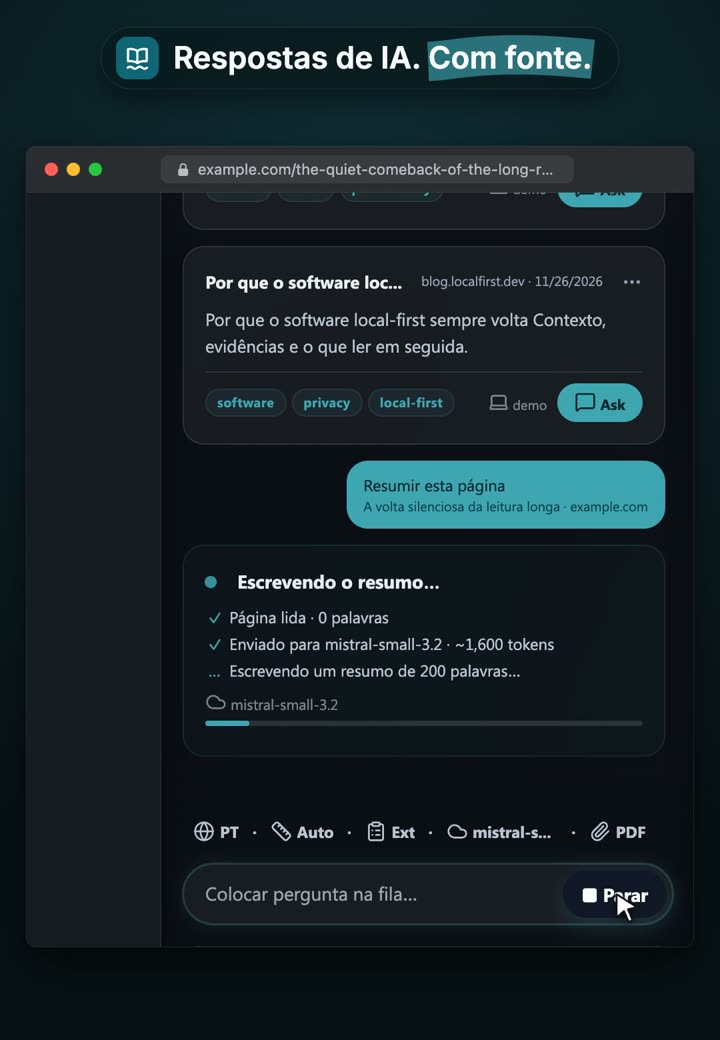 Respostas de IA. Com fonte.
example.com/the-quiet-comeback-of-the-long-r...
demo
Por que o software loc... blog.localfirst.dev · 11/26/2026 •••
Por que o software local-first sempre volta Contexto,
evidências e o que ler em seguida.
software privacy local-first demo Ask
Resumir esta página
A volta silenciosa da leitura longa · example.com
Escrevendo o resumo...
✓ Página lida · 0 palavras
✓ Enviado para mistral-small-3.2 · ~1,600 tokens
... Escrevendo um resumo de 200 palavras...
mistral-small-3.2
PT · Auto · Ext · mistral-s... · PDF
Colocar pergunta na fila... Parar